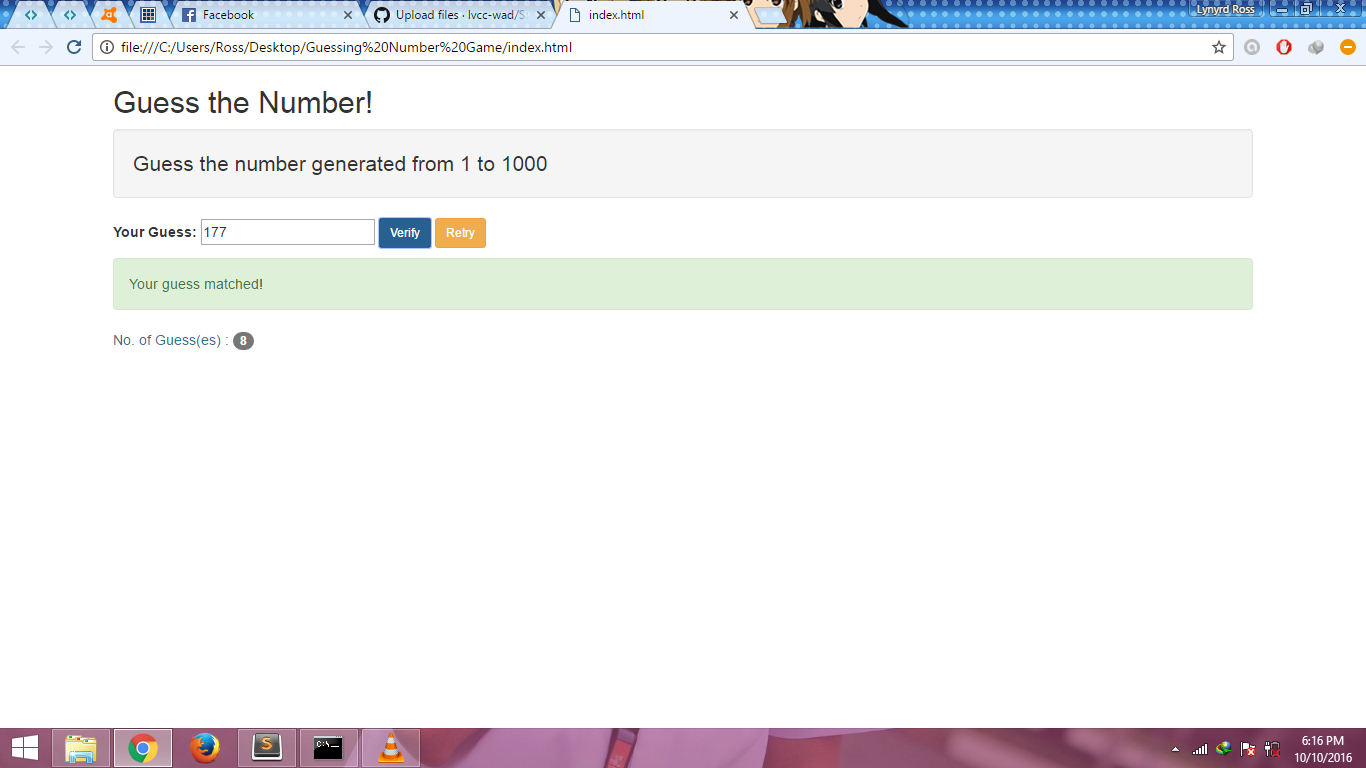 Facebook
Upload files · lvcc-wad/S
index.html
Lynyrd Ross
file:///C:/Users/Ross/Desktop/Guessing%20Number%20Game/index.html
Guess the Number!
Guess the number generated from 1 to 1000
Your Guess: 177 Verify Retry
Your guess matched!
No. of Guess(es) : 8
6:16 PM
10/10/2016